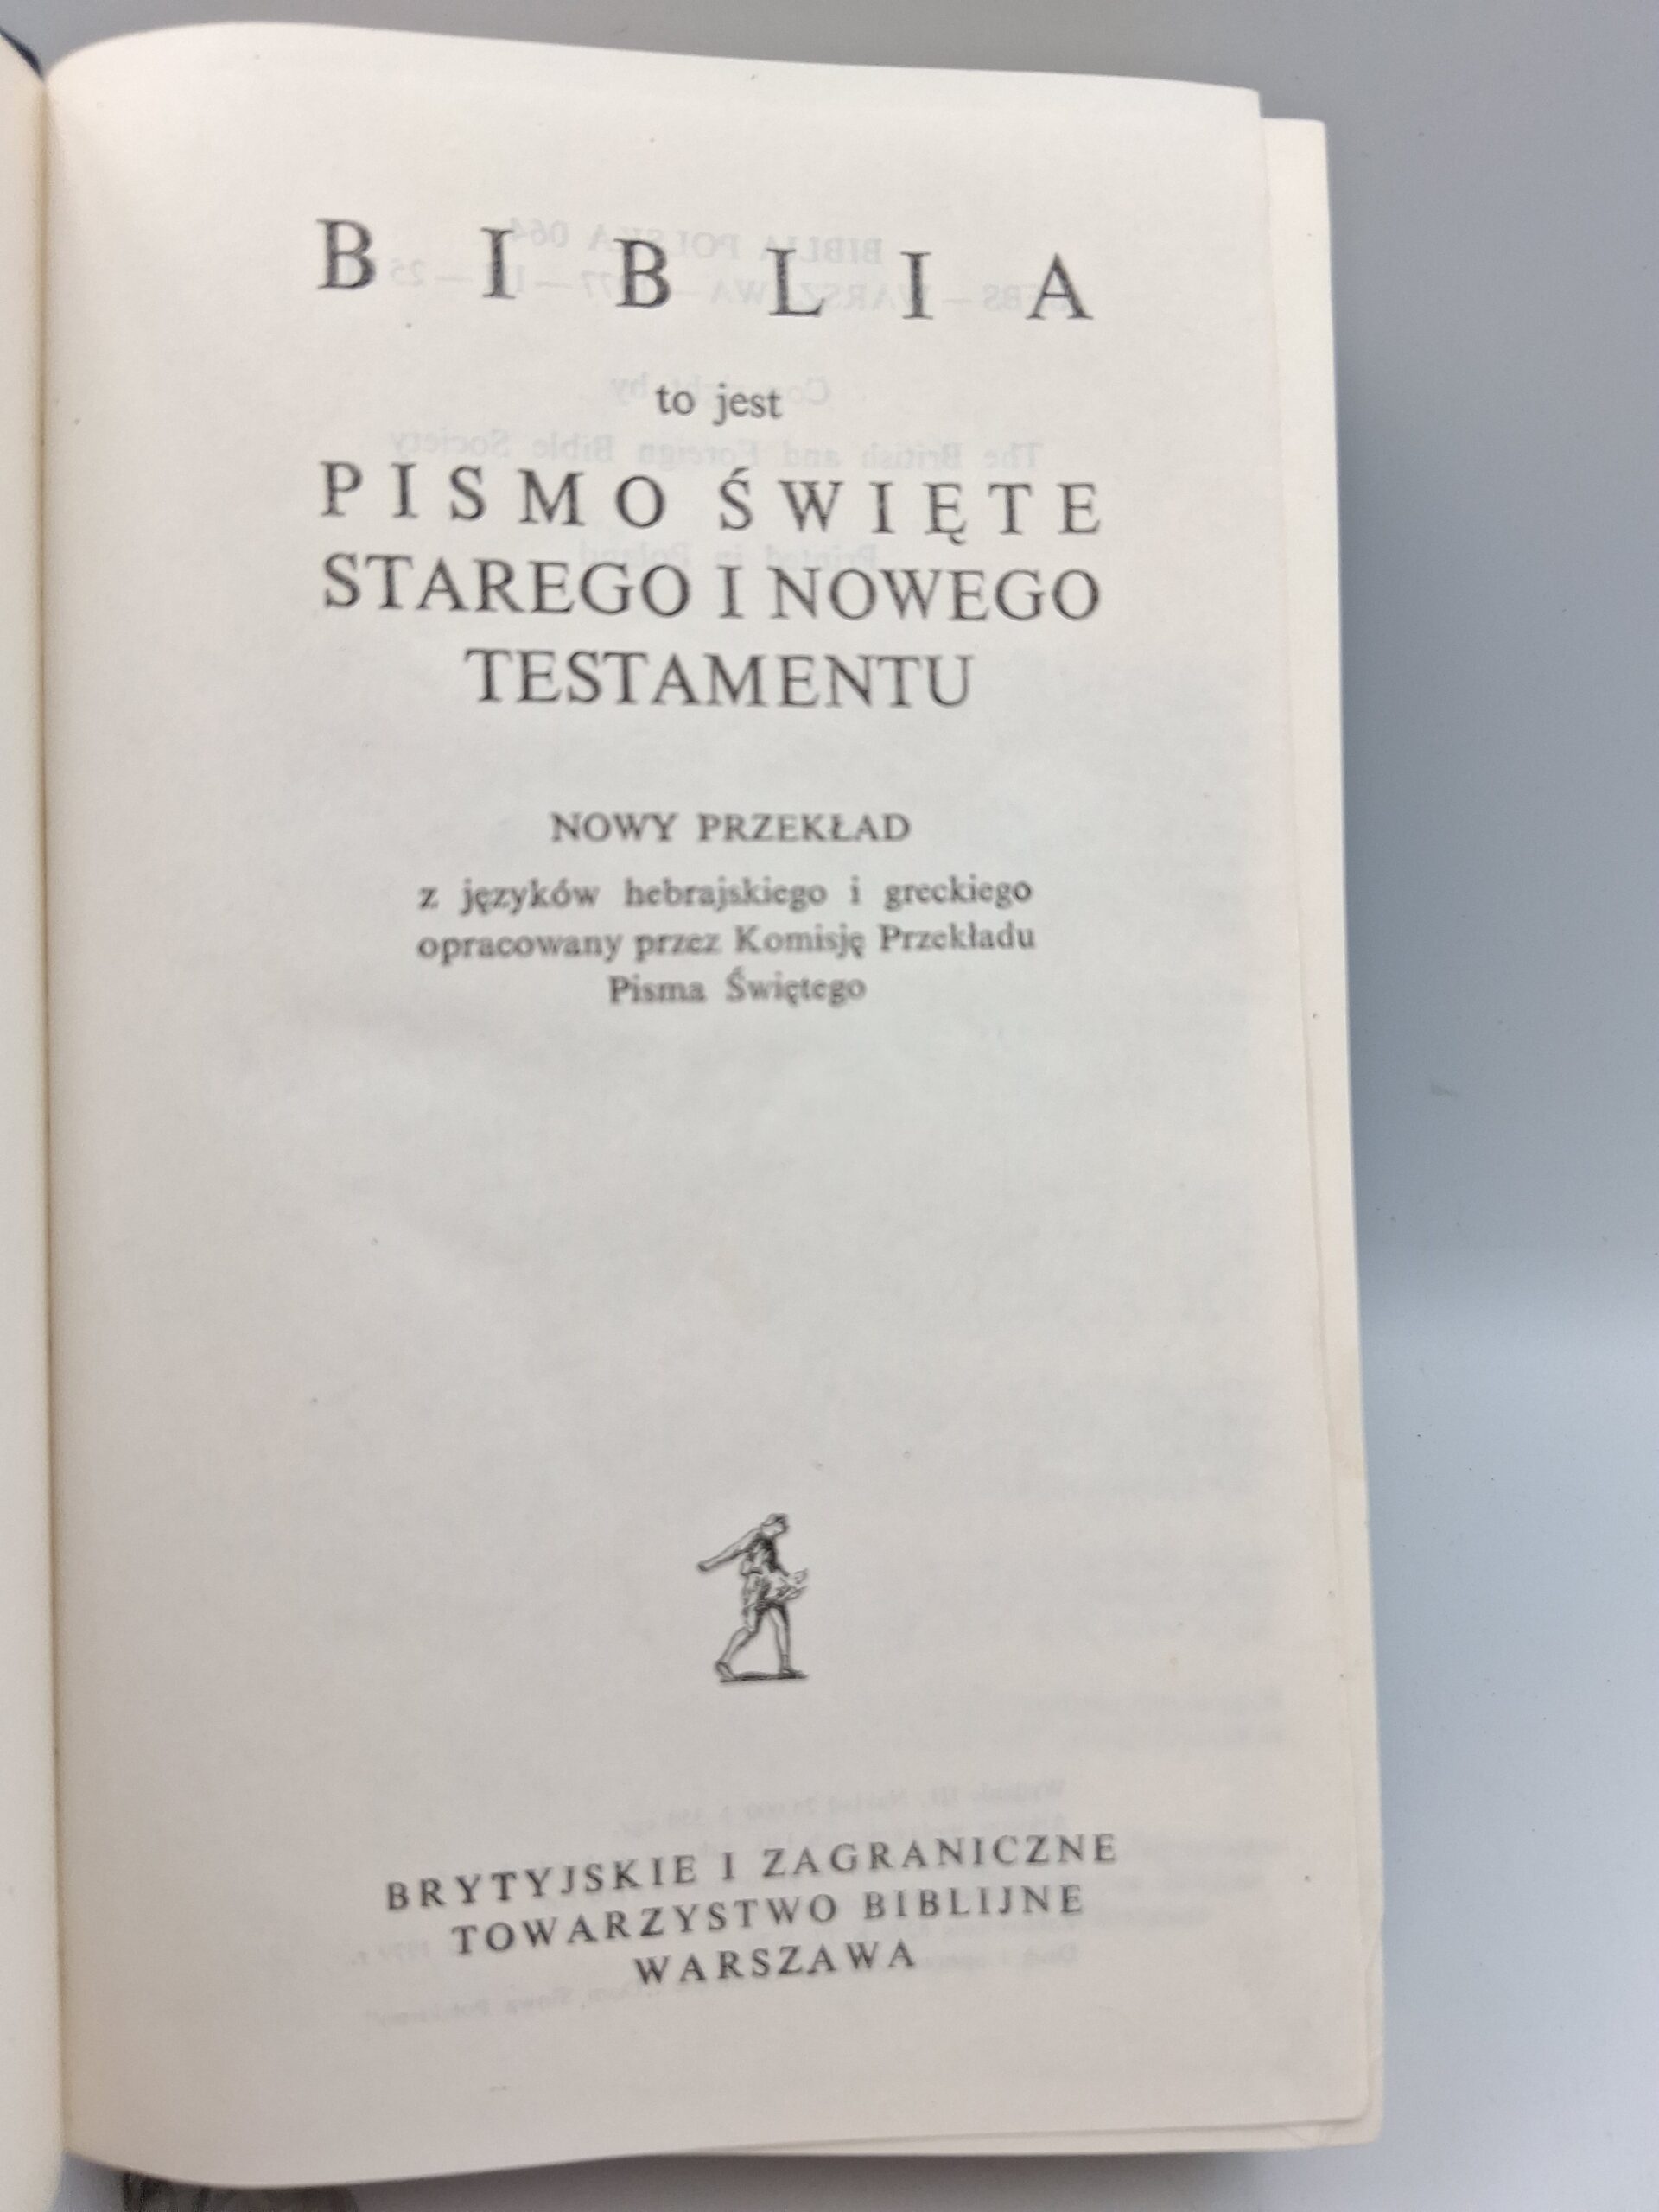 B I B L I A
to jest
PISMO ŚWIĘTE
STAREGO I NOWEGO
TESTAMENTU
NOWY PRZEKŁAD
z języków hebrajskiego i greckiego
opracowany przez Komisję Przekładu
Pisma Świętego
BRYTYJSKIE I ZAGRANICZNE
TOWARZYSTWO BIBLIJNE
WARSZAWA